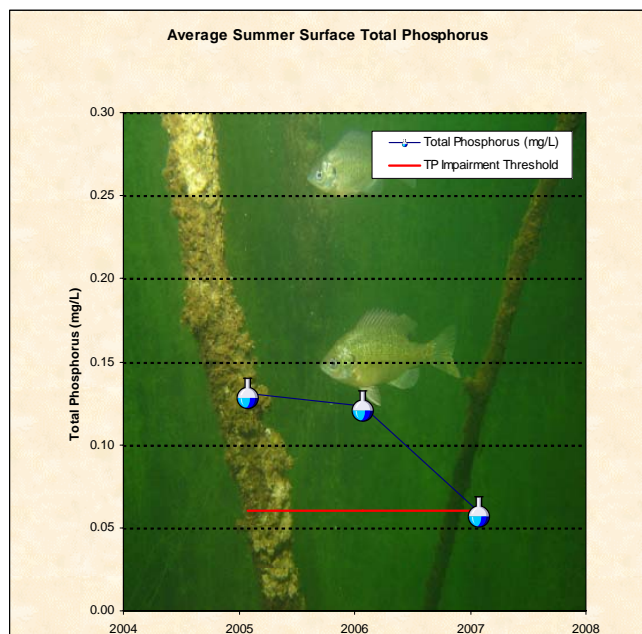 Average Summer Surface Total Phosphorus
0.30
Total Phosphorus (mg/L)
TP Impairment Threshold
0.25
0.20
0.15
0.10
0.05
0.00
Total Phosphorus (mg/L)
2004 2005 2006 2007 2008